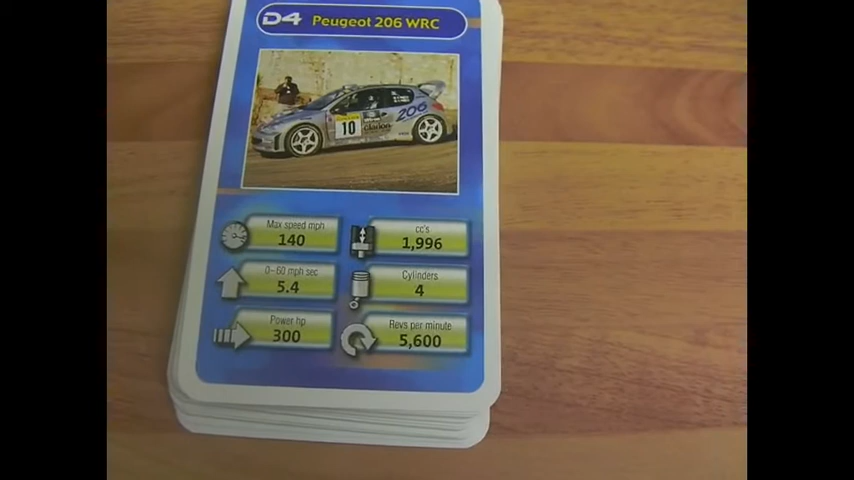 D4 Peugeot 206 WRC
206
10
clarion
Max speed mph
140
cc's
1,996
0-60 mph sec
5.4
Cylinders
4
Power hp
300
Revs per minute
5,600